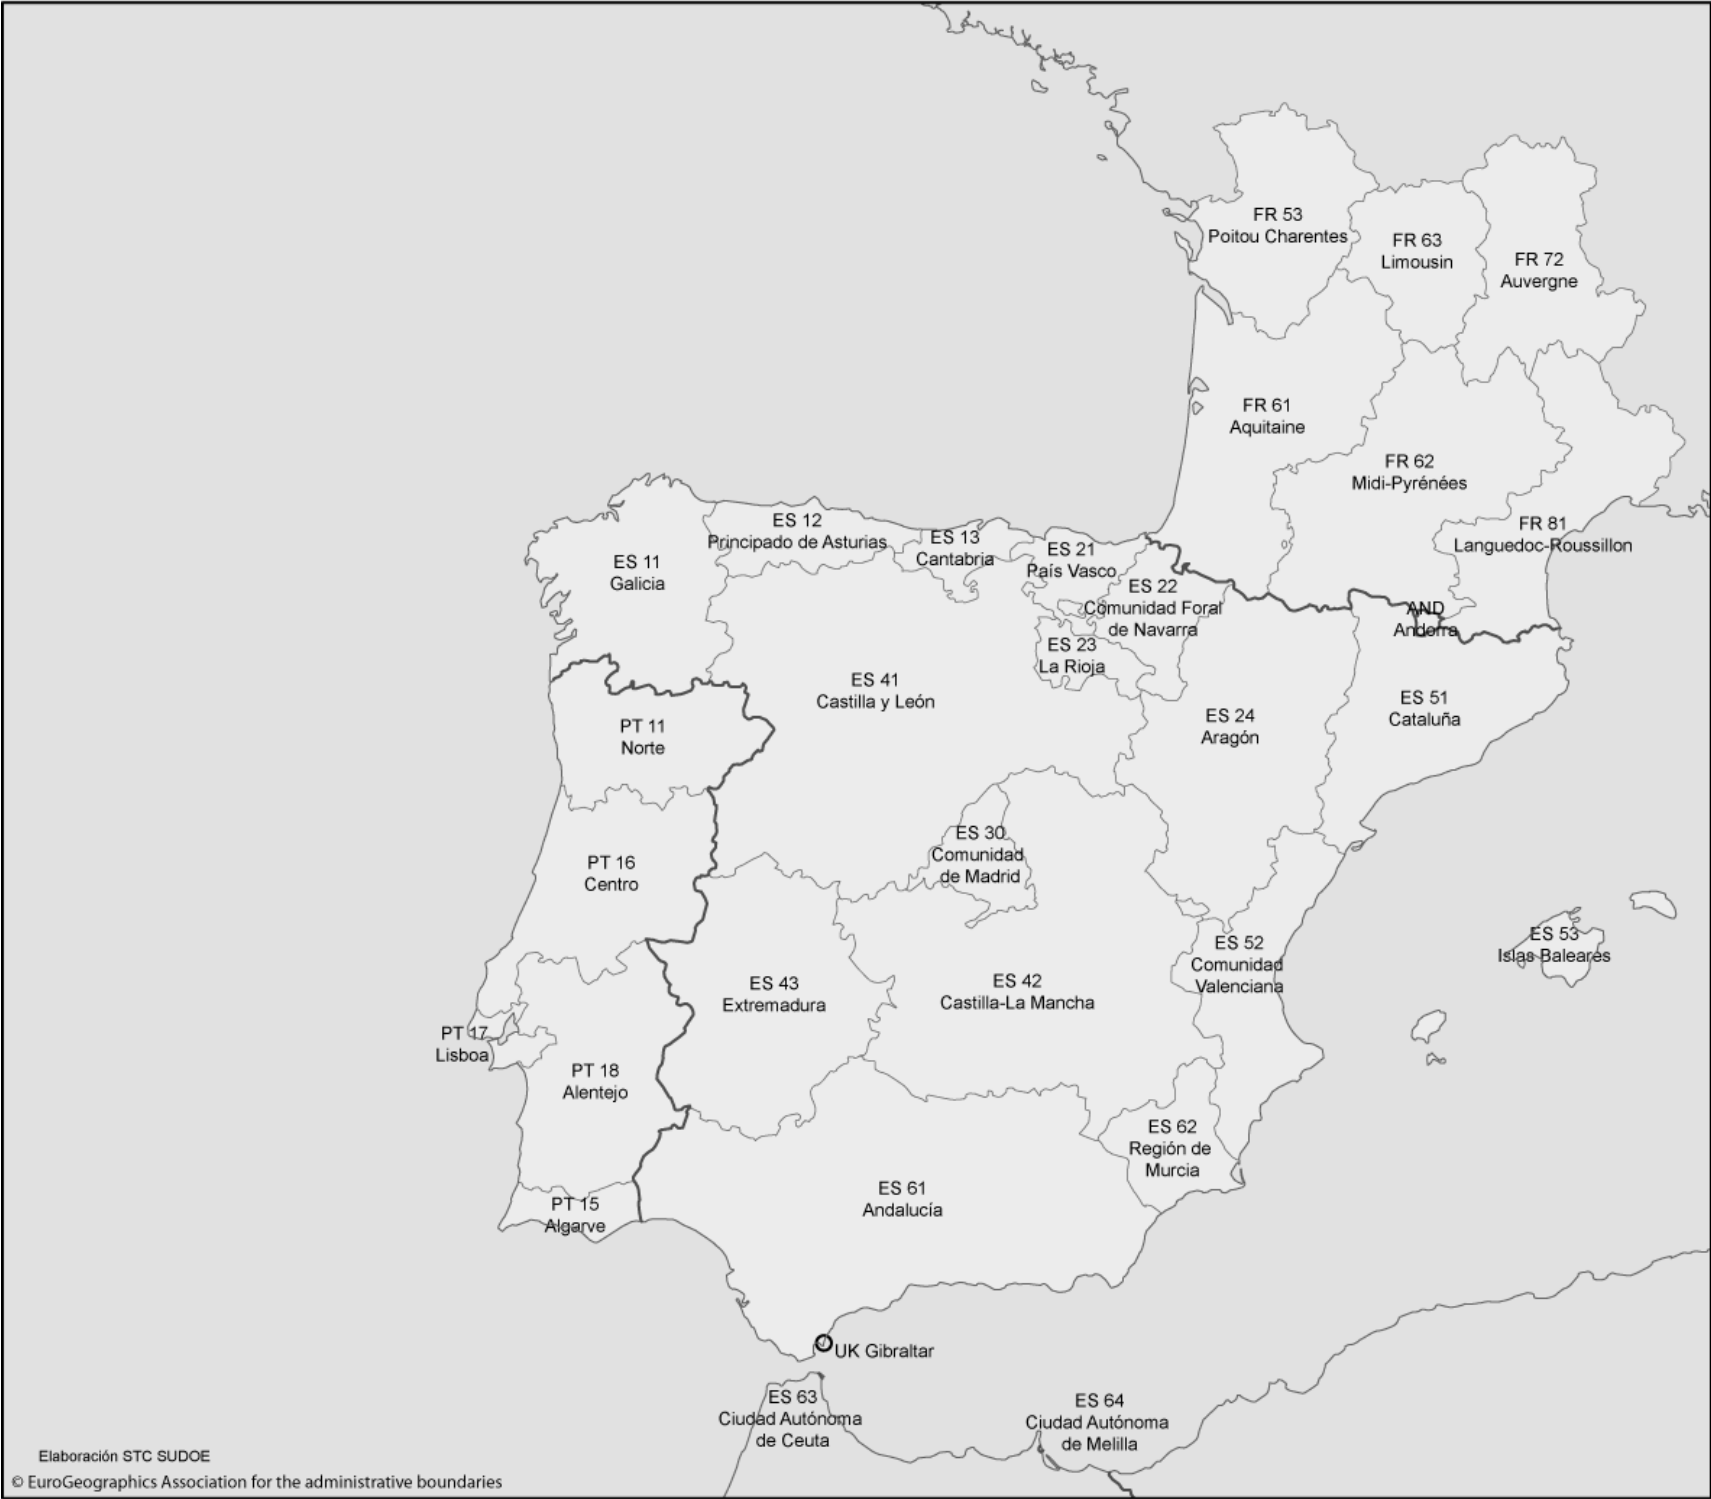 FR 53
Poitou Charentes
FR 63
Limousin
FR 72
Auvergne
FR 61
Aquitaine
FR 62
Midi-Pyrénées
FR 81
Languedoc-Roussillon
ES 11
Galicia
ES 12
Principado de Asturias
ES 13
Cantabria
ES 21
País Vasco
ES 22
Comunidad Foral
de Navarra
ES 23
La Rioja
AND
Andorra
ES 41
Castilla y León
ES 24
Aragón
ES 51
Cataluña
PT 11
Norte
PT 16
Centro
ES 30
Comunidad
de Madrid
ES 43
Extremadura
ES 42
Castilla-La Mancha
ES 52
Comunidad
Valenciana
ES 53
Islas Baleares
PT 17
Lisboa
PT 18
Alentejo
ES 62
Región de
Murcia
PT 15
Algarve
ES 61
Andalucía
UK Gibraltar
ES 63
Ciudad Autónoma
de Ceuta
ES 64
Ciudad Autónoma
de Melilla
Elaboración STC SUDOE
© EuroGeographics Association for the administrative boundaries